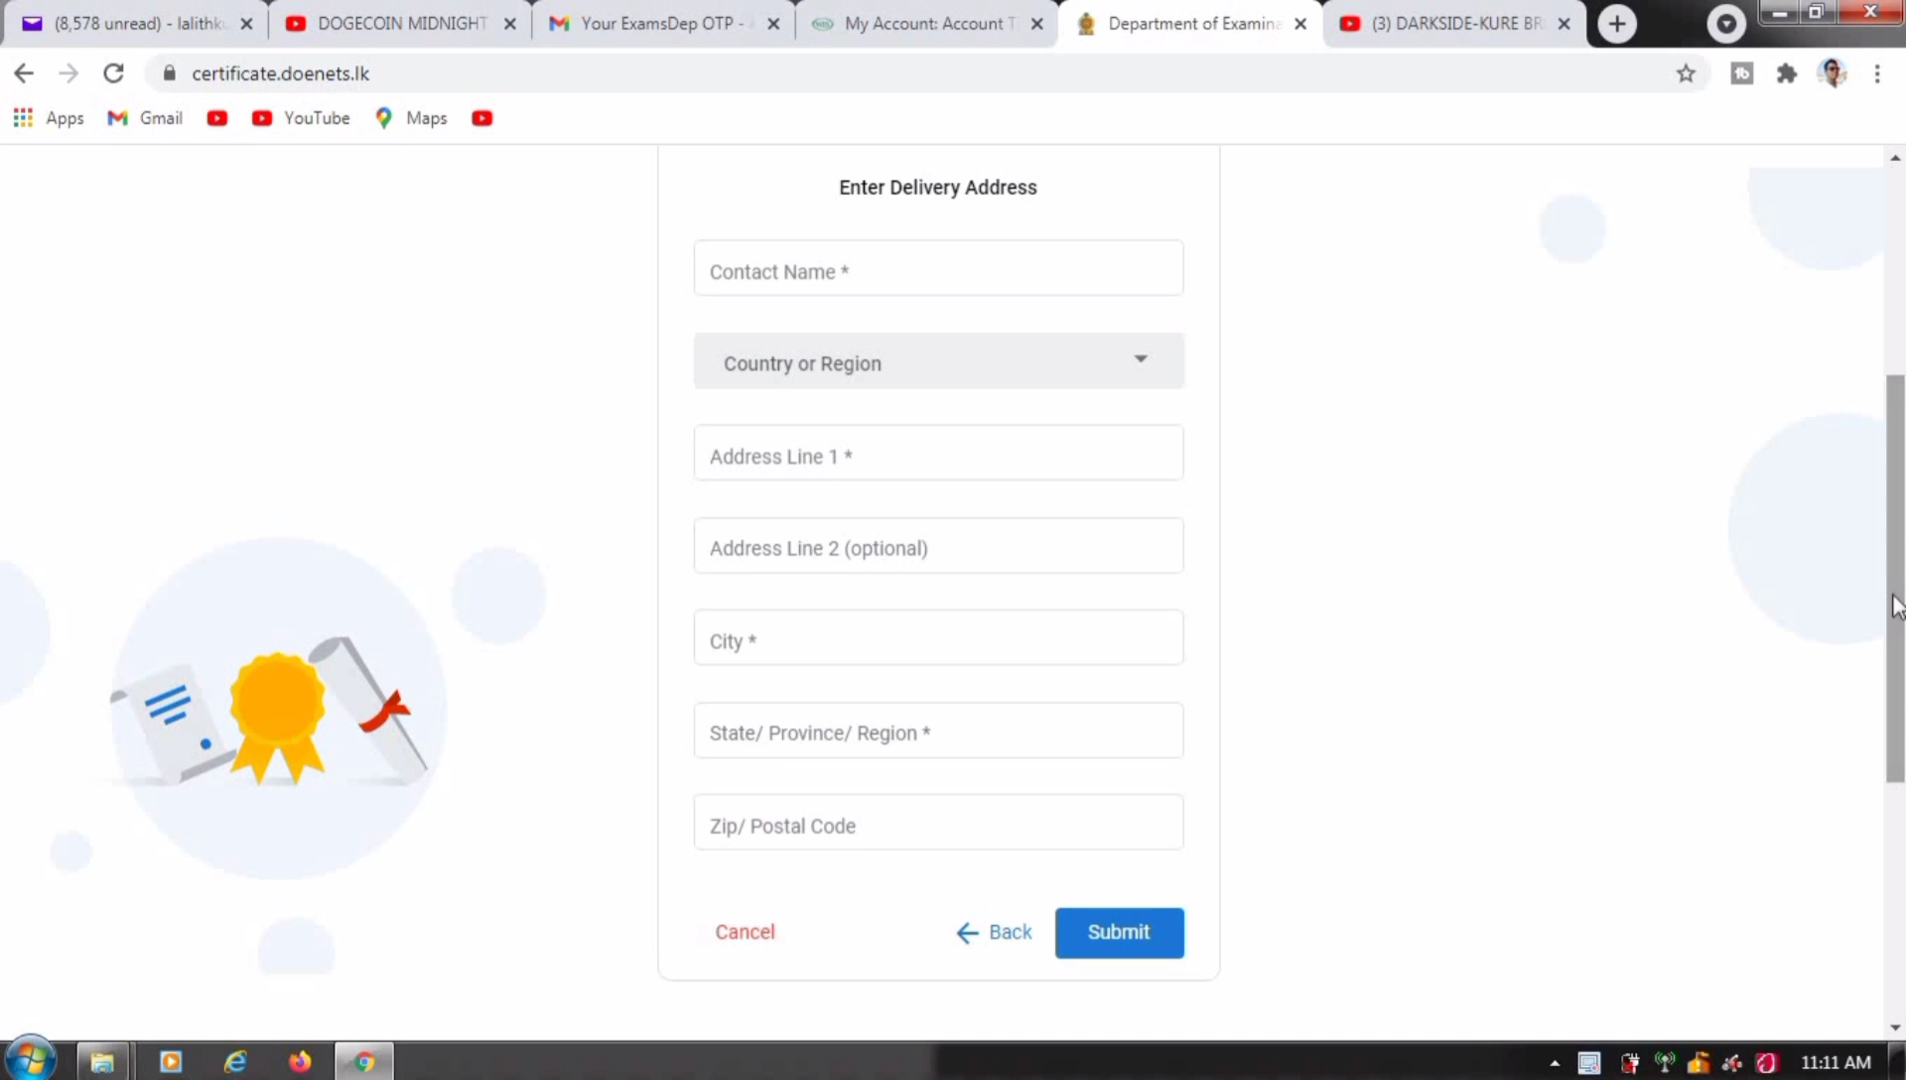 (8,578 unread) - lalithku
DOGECOIN MIDNIGHT
Your ExamsDep OTP -
My Account: Account T
Department of Examina
(3) DARKSIDE-KURE BR
certificate.doenets.lk
Apps
Gmail
YouTube
Maps
Enter Delivery Address
Contact Name *
Country or Region
Address Line 1 *
Address Line 2 (optional)
City *
State/ Province/ Region *
Zip/ Postal Code
Cancel
Back
Submit
11:11 AM